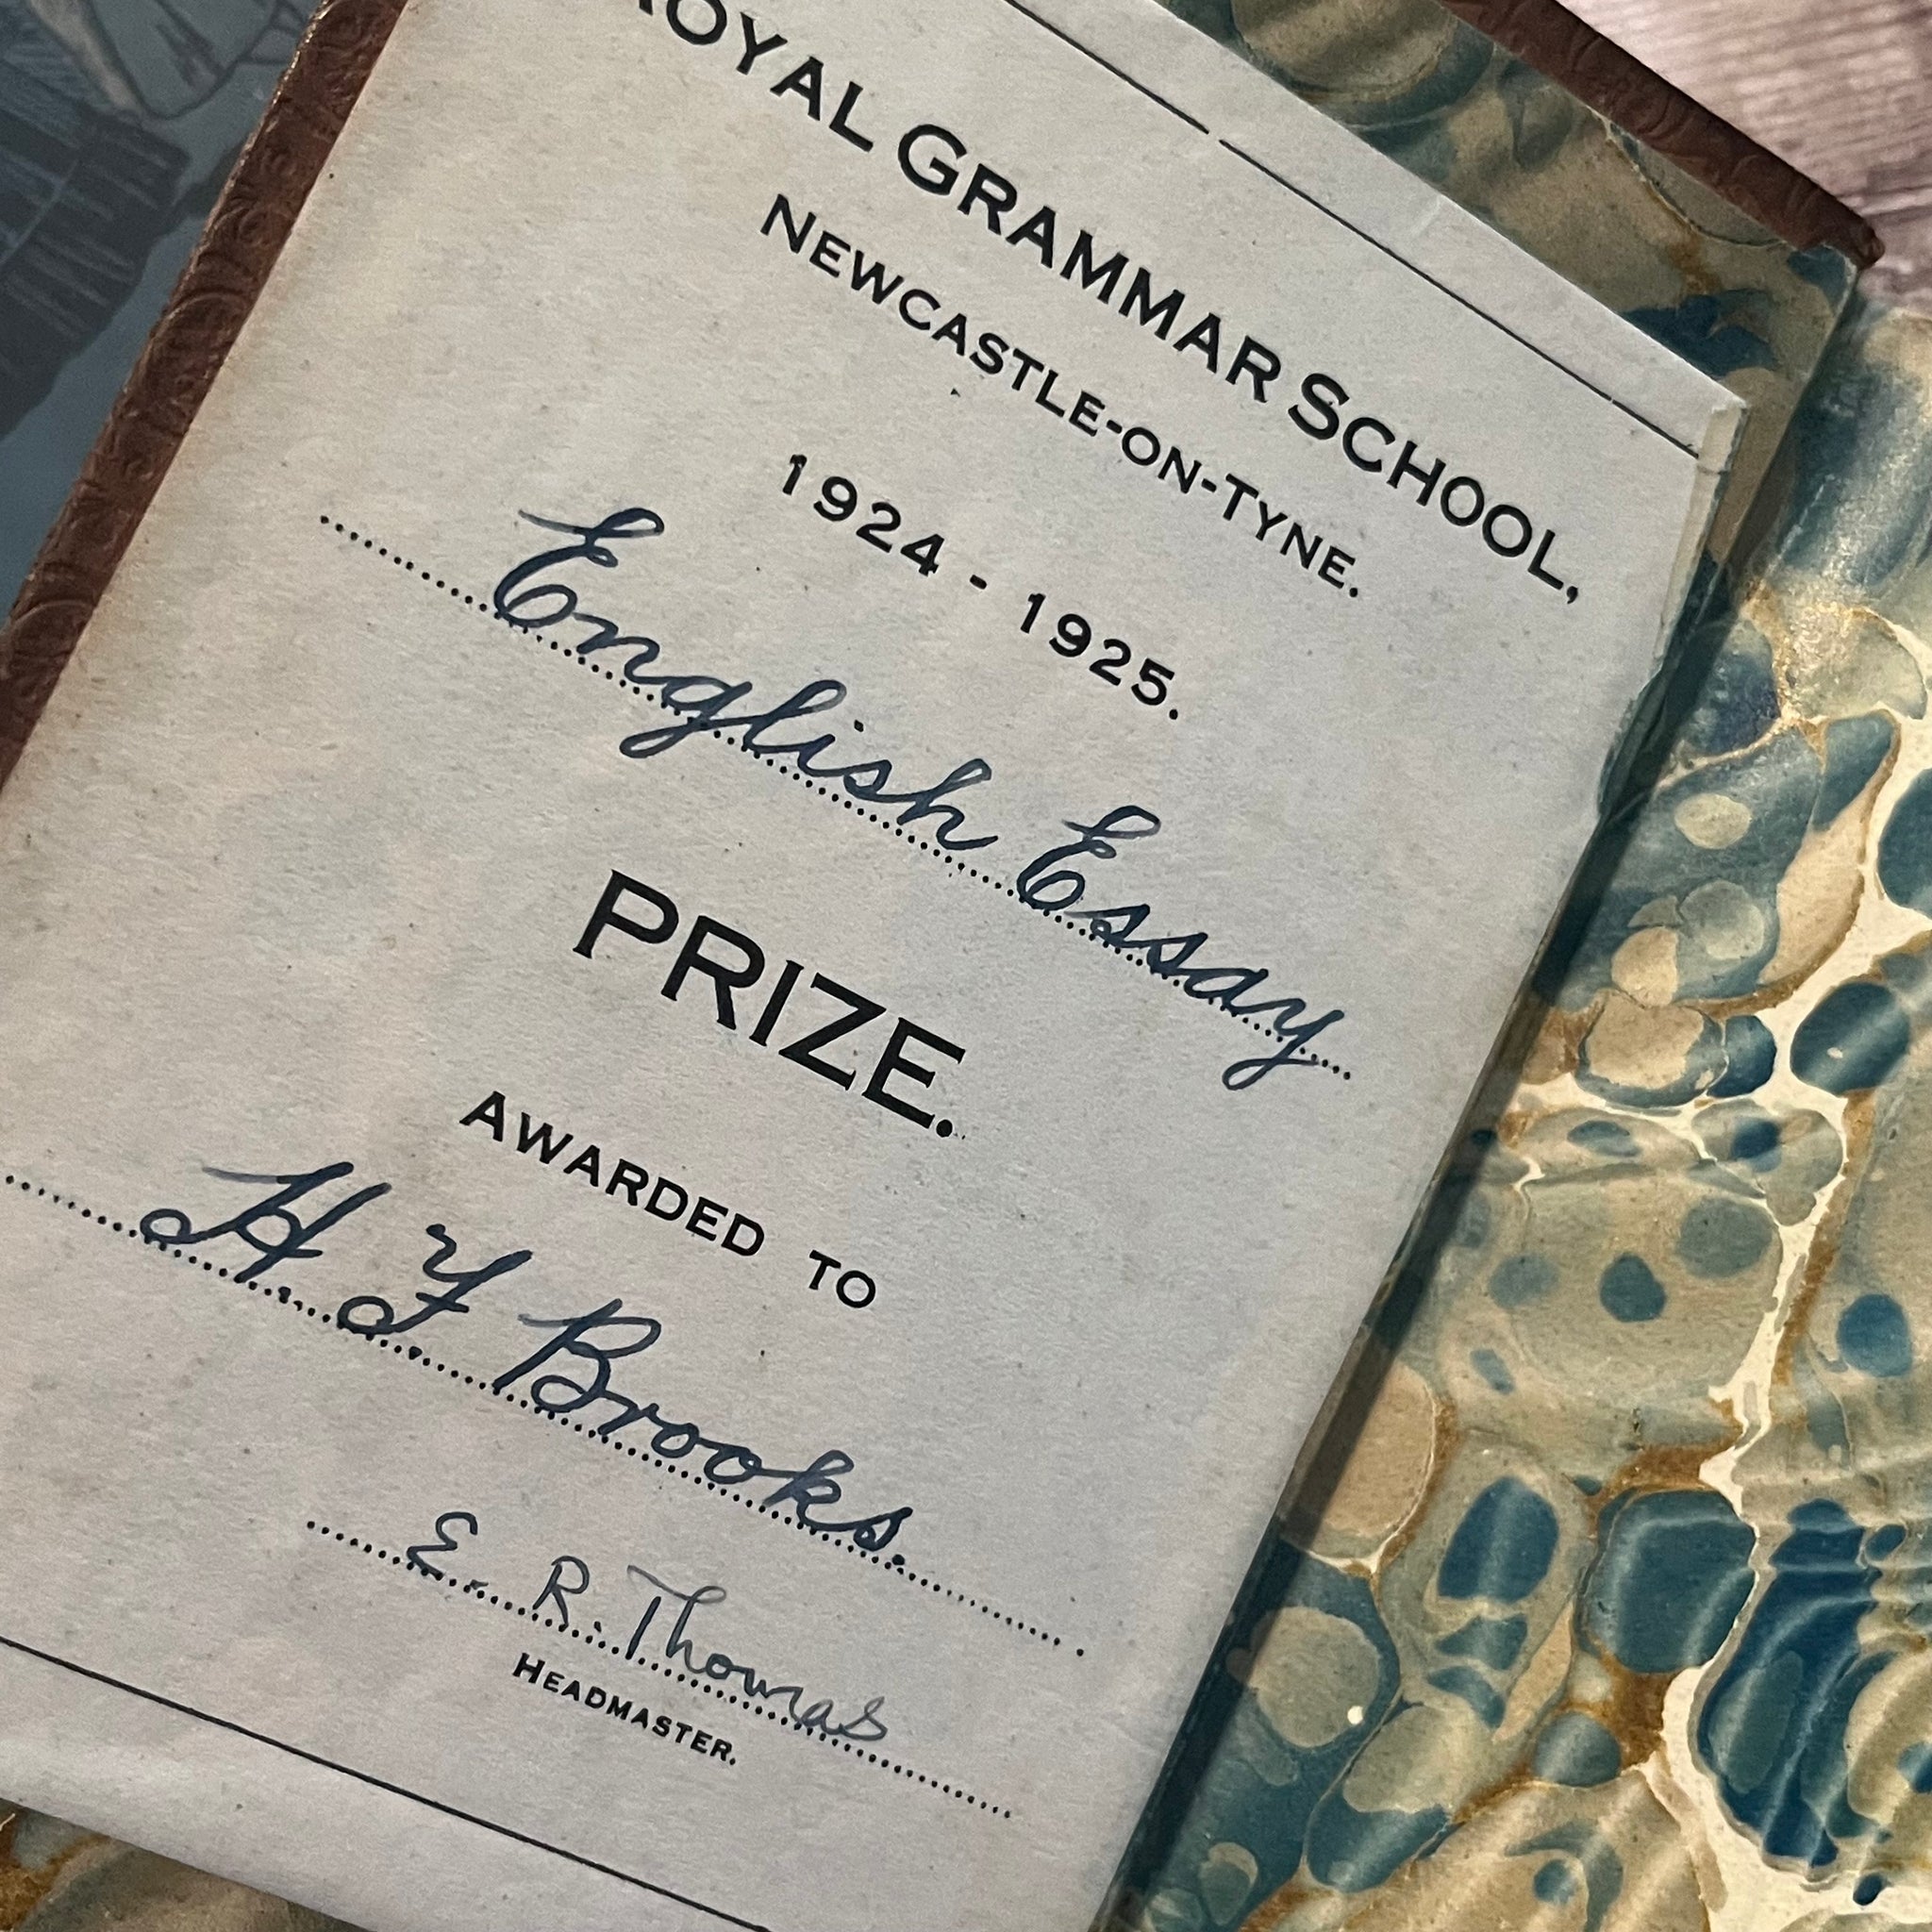 ROYAL GRAMMAR SCHOOL,
NEWCASTLE-ON-TYNE.
1924 - 1925.
English Essay
PRIZE.
AWARDED TO
H. F. Brooks.
E. R. Thomas
HEADMASTER.